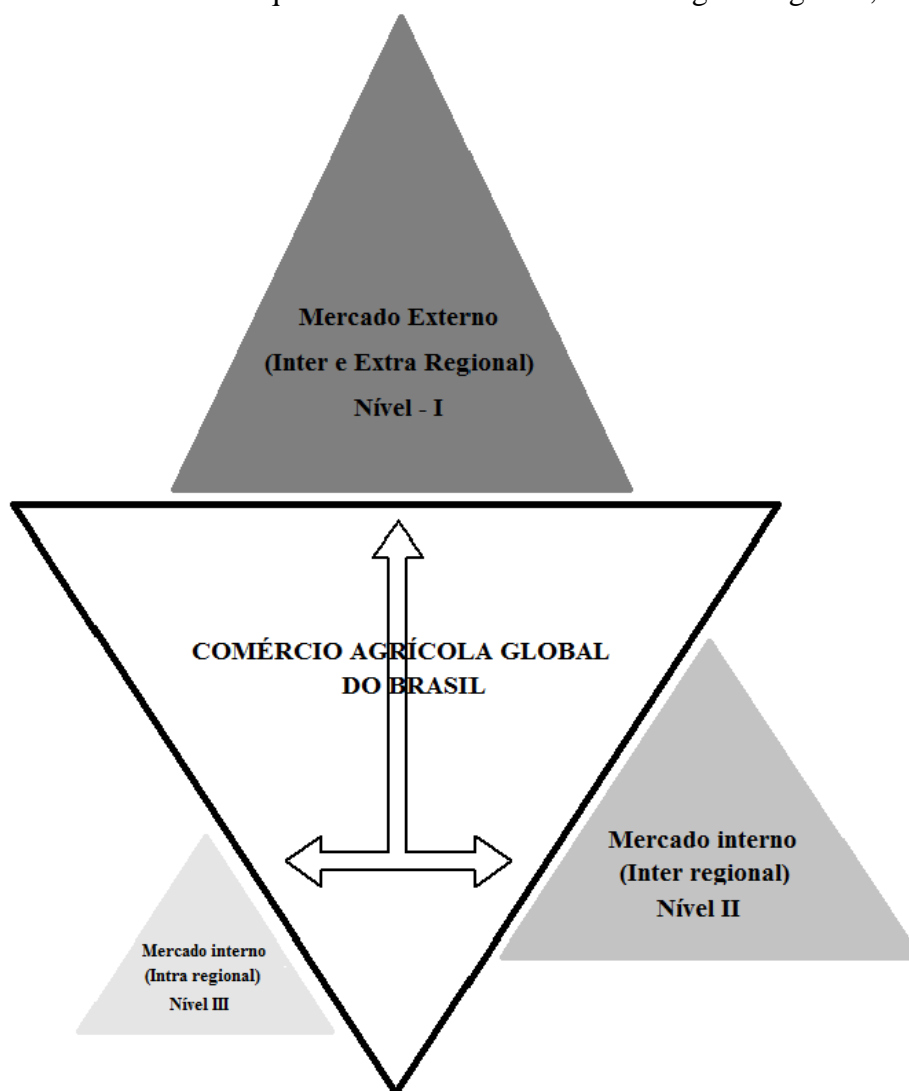 Mercado Externo
(Inter e Extra Regional)
Nível - I
COMÉRCIO AGRÍCOLA GLOBAL
DO BRASIL
Mercado interno
(Inter regional)
Nível II
Mercado interno
(Intra regional)
Nível III